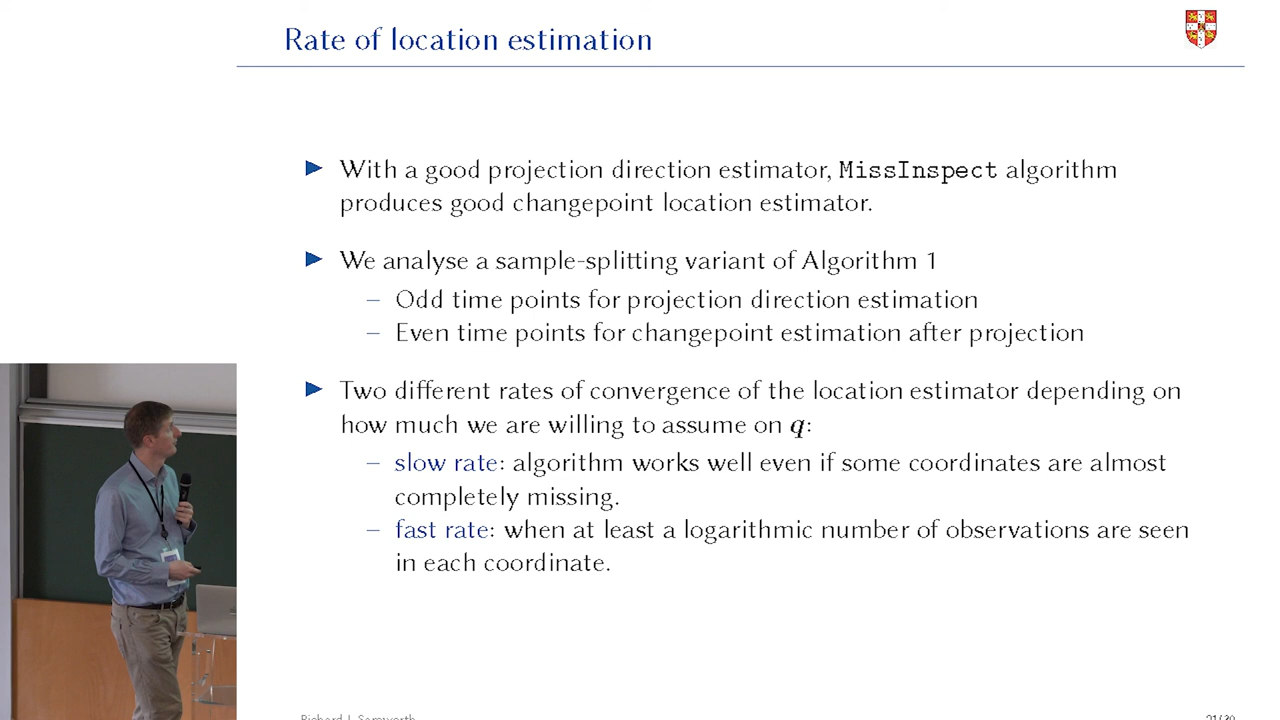 Rate of location estimation
▶ With a good projection direction estimator, MissInspect algorithm
produces good changepoint location estimator.
▶ We analyse a sample-splitting variant of Algorithm 1
– Odd time points for projection direction estimation
– Even time points for changepoint estimation after projection
▶ Two different rates of convergence of the location estimator depending on
how much we are willing to assume on q:
– slow rate: algorithm works well even if some coordinates are almost
completely missing.
– fast rate: when at least a logarithmic number of observations are seen
in each coordinate.
Richard J. Samworth
21/30